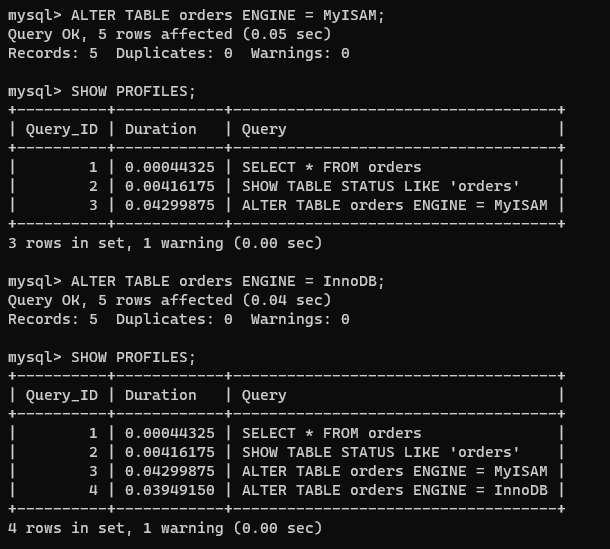 mysql> ALTER TABLE orders ENGINE = MyISAM;
Query OK, 5 rows affected (0.05 sec)
Records: 5  Duplicates: 0  Warnings: 0

mysql> SHOW PROFILES;
+----------+------------+------------------------------------+
| Query_ID | Duration   | Query                              |
+----------+------------+------------------------------------+
|        1 | 0.00044325 | SELECT * FROM orders               |
|        2 | 0.00416175 | SHOW TABLE STATUS LIKE 'orders'    |
|        3 | 0.04299875 | ALTER TABLE orders ENGINE = MyISAM |
+----------+------------+------------------------------------+
3 rows in set, 1 warning (0.00 sec)

mysql> ALTER TABLE orders ENGINE = InnoDB;
Query OK, 5 rows affected (0.04 sec)
Records: 5  Duplicates: 0  Warnings: 0

mysql> SHOW PROFILES;
+----------+------------+------------------------------------+
| Query_ID | Duration   | Query                              |
+----------+------------+------------------------------------+
|        1 | 0.00044325 | SELECT * FROM orders               |
|        2 | 0.00416175 | SHOW TABLE STATUS LIKE 'orders'    |
|        3 | 0.04299875 | ALTER TABLE orders ENGINE = MyISAM |
|        4 | 0.03949150 | ALTER TABLE orders ENGINE = InnoDB |
+----------+------------+------------------------------------+
4 rows in set, 1 warning (0.00 sec)